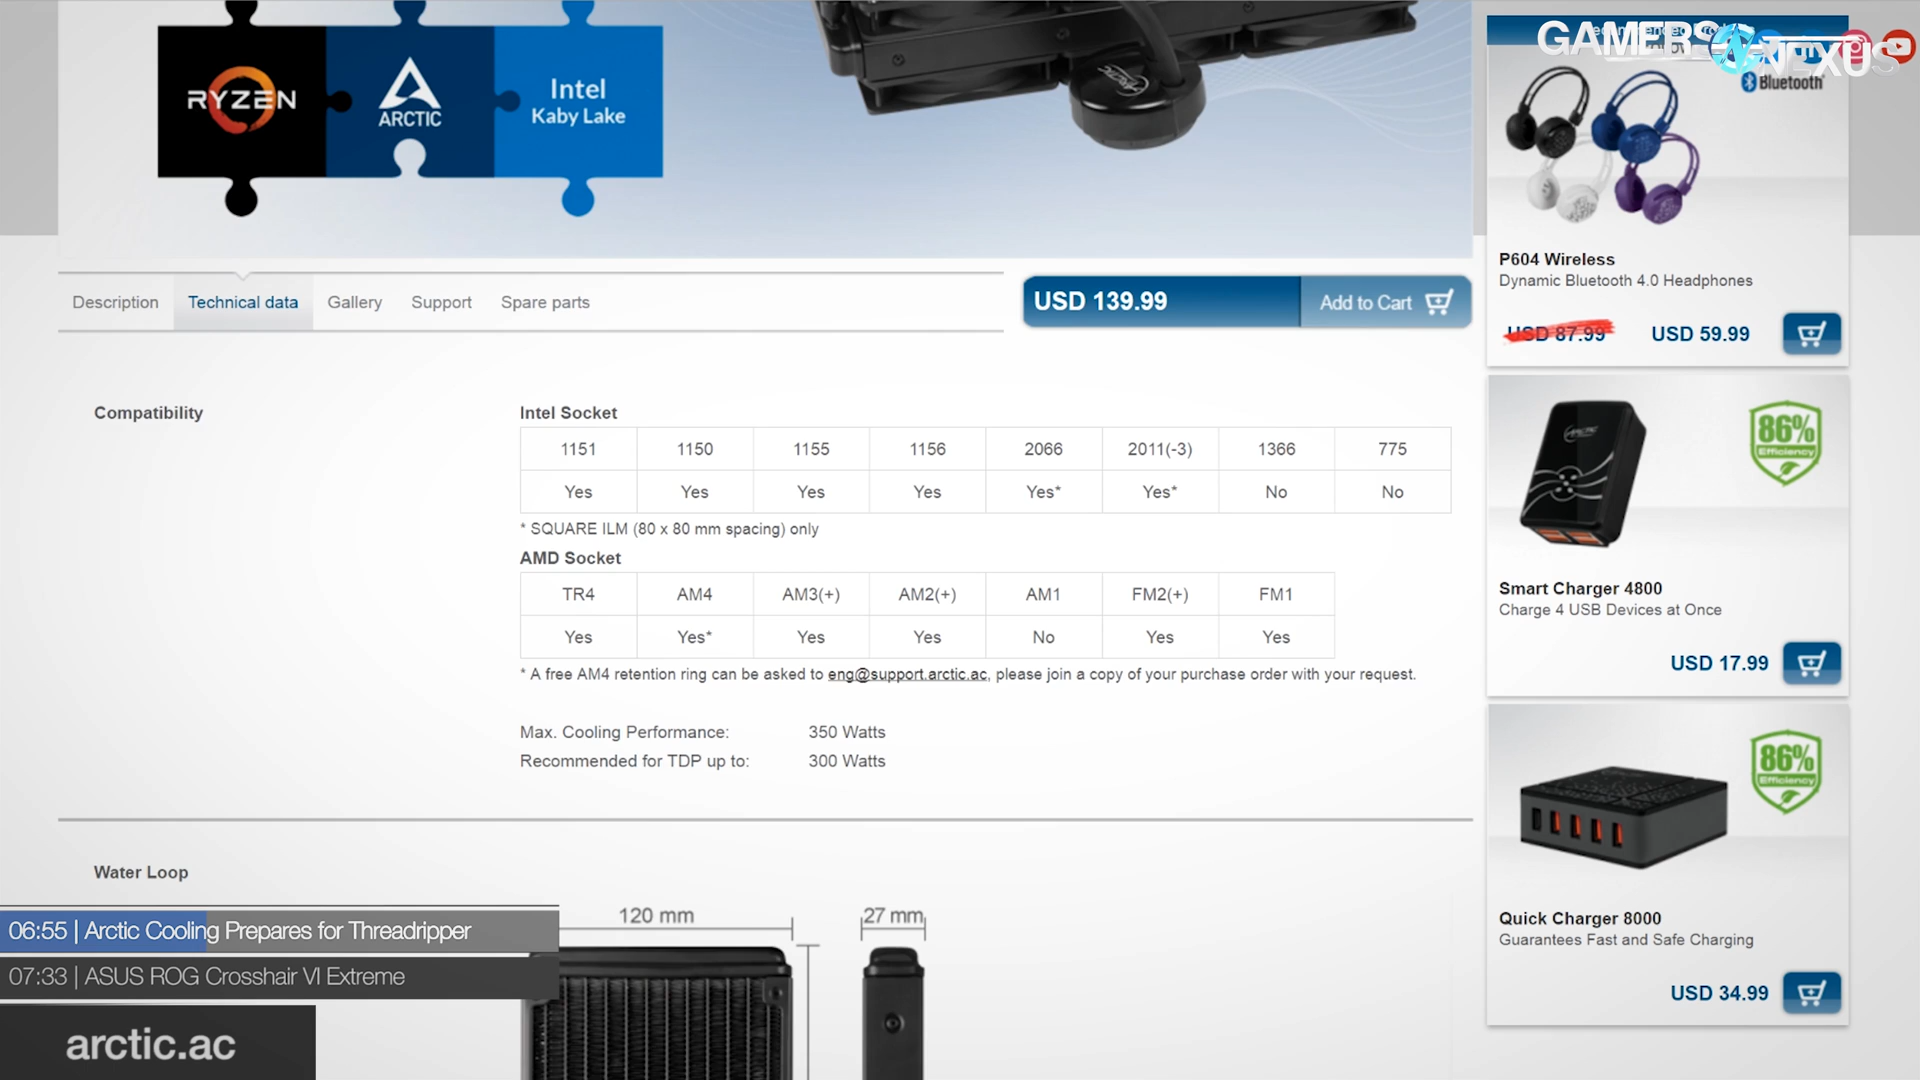 RYZEN
ARCTIC
Intel
Kaby Lake
ARCTIC
GAMERS
NEXUS
Bluetooth
P604 Wireless
Dynamic Bluetooth 4.0 Headphones
USD 87.99 USD 59.99
Description Technical data Gallery Support Spare parts
USD 139.99 Add to Cart
Compatibility
Intel Socket
1151 1150 1155 1156 2066 2011(-3) 1366 775
Yes Yes Yes Yes Yes* Yes* No No
* SQUARE ILM (80 x 80 mm spacing) only
AMD Socket
TR4 AM4 AM3(+) AM2(+) AM1 FM2(+) FM1
Yes Yes* Yes Yes No Yes Yes
* A free AM4 retention ring can be asked to eng@support.arctic.ac, please join a copy of your purchase order with your request.
Max. Cooling Performance: 350 Watts
Recommended for TDP up to: 300 Watts
ARCTIC
86%
Efficiency
Smart Charger 4800
Charge 4 USB Devices at Once
USD 17.99
86%
Efficiency
Quick Charger 8000
Guarantees Fast and Safe Charging
USD 34.99
Water Loop
120 mm 27 mm
06:55 | Arctic Cooling Prepares for Threadripper
07:33 | ASUS ROG Crosshair VI Extreme
arctic.ac